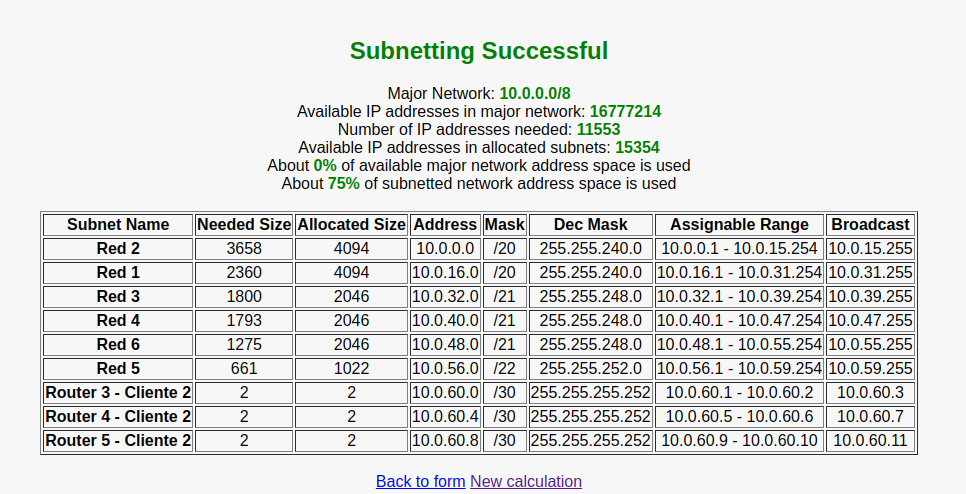 Subnetting Successful
Major Network: 10.0.0.0/8
Available IP addresses in major network: 16777214
Number of IP addresses needed: 11553
Available IP addresses in allocated subnets: 15354
About 0% of available major network address space is used
About 75% of subnetted network address space is used
Subnet Name Needed Size Allocated Size Address Mask Dec Mask Assignable Range Broadcast
Red 2 3658 4094 10.0.0.0 /20 255.255.240.0 10.0.0.1 - 10.0.15.254 10.0.15.255
Red 1 2360 4094 10.0.16.0 /20 255.255.240.0 10.0.16.1 - 10.0.31.254 10.0.31.255
Red 3 1800 2046 10.0.32.0 /21 255.255.248.0 10.0.32.1 - 10.0.39.254 10.0.39.255
Red 4 1793 2046 10.0.40.0 /21 255.255.248.0 10.0.40.1 - 10.0.47.254 10.0.47.255
Red 6 1275 2046 10.0.48.0 /21 255.255.248.0 10.0.48.1 - 10.0.55.254 10.0.55.255
Red 5 661 1022 10.0.56.0 /22 255.255.252.0 10.0.56.1 - 10.0.59.254 10.0.59.255
Router 3 - Cliente 2 2 2 10.0.60.0 /30 255.255.255.252 10.0.60.1 - 10.0.60.2 10.0.60.3
Router 4 - Cliente 2 2 2 10.0.60.4 /30 255.255.255.252 10.0.60.5 - 10.0.60.6 10.0.60.7
Router 5 - Cliente 2 2 2 10.0.60.8 /30 255.255.255.252 10.0.60.9 - 10.0.60.10 10.0.60.11
Back to form New calculation